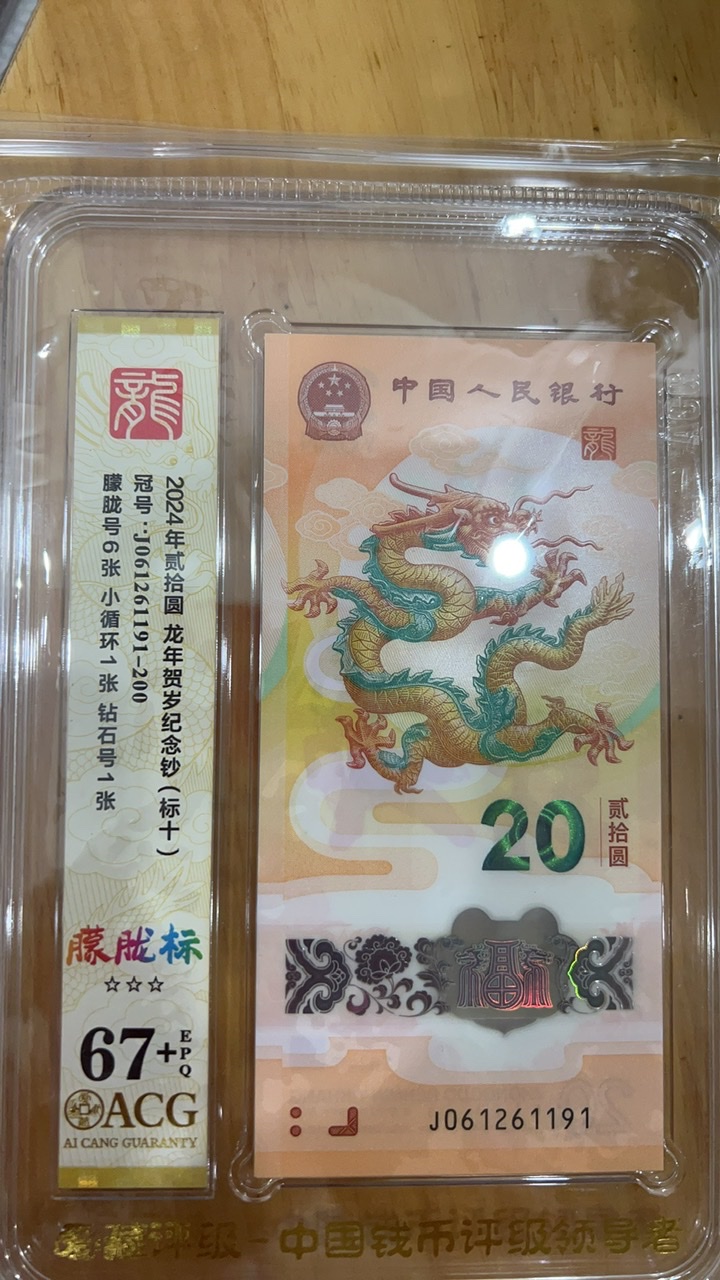 龍
2024年贰拾圆 龙年贺岁纪念钞(标十)
冠号:J061261191-200
朦胧号6张 小循环1张 钻石号1张
朦胧标
☆☆☆
67+
EPQ
ACG
AI CANG GUARANTY
中国人民银行
龍
20
贰拾圆
福
J061261191
评级-中国钱币评级领导者